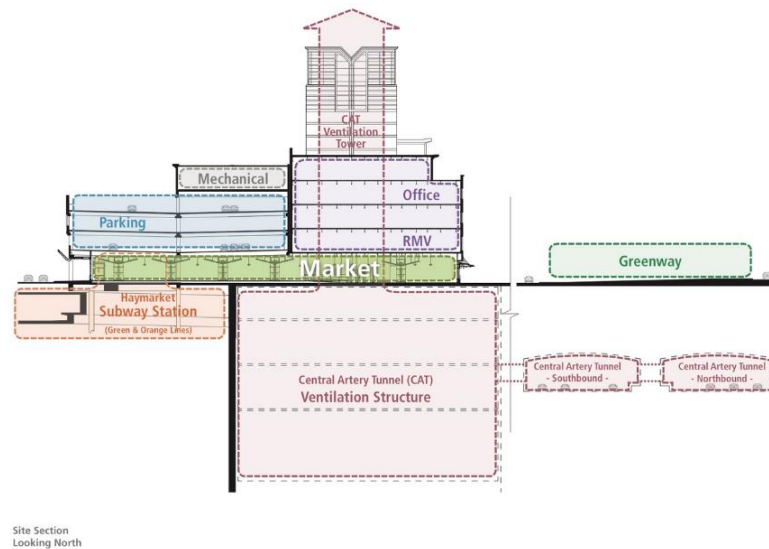 CAT
Ventilation
Tower
Mechanical
Office
Parking
RMV
Market
Greenway
Haymarket
Subway Station
(Green & Orange Lines)
Central Artery Tunnel (CAT)
Ventilation Structure
Central Artery Tunnel
- Southbound -
Central Artery Tunnel
- Northbound -
Site Section
Looking North